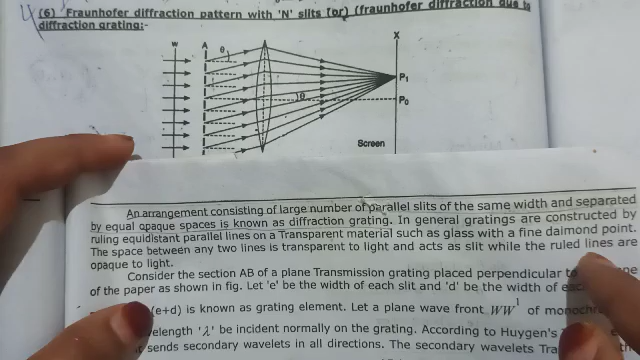 4
(6) Fraunhofer diffraction pattern with 'N' slits [or] (fraunhofer diffraction due to
diffraction grating:-
W
A
X
θ
θ
P1
P0
Screen
An arrangement consisting of large number of parallel slits of the same width and separated
by equal opaque spaces is known as diffraction grating. In general gratings are constructed by
ruling equidistant parallel lines on a Transparent material such as glass with a fine daimond point.
The space between any two lines is transparent to light and acts as slit while the ruled lines are
opaque to light.
Consider the section AB of a plane Transmission grating placed perpendicular to
of the paper as shown in fig. Let 'e' be the width of each slit and 'd' be the width of
(e+d) is known as grating element. Let a plane wave front WW1 of
'λ' be incident normally on the grating. According to Huygen's
sends secondary wavelets in all directions. The secondary wavelets